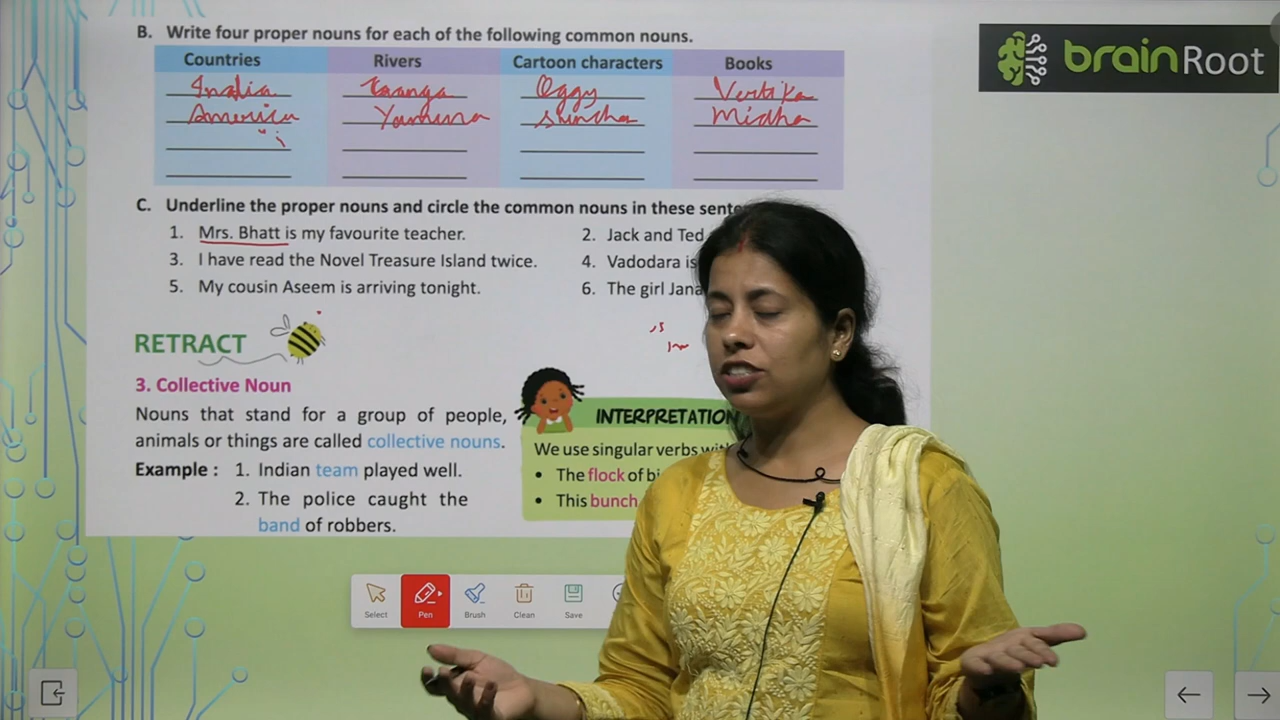 B. Write four proper nouns for each of the following common nouns.
Countries Rivers Cartoon characters Books
India Ganga Oggy Vertika
America Yamuna Shincha Midha
C. Underline the proper nouns and circle the common nouns in these sente
1. Mrs. Bhatt is my favourite teacher. 2. Jack and Ted
3. I have read the Novel Treasure Island twice. 4. Vadodara is
5. My cousin Aseem is arriving tonight. 6. The girl Jana
RETRACT
3. Collective Noun
Nouns that stand for a group of people,
animals or things are called collective nouns.
Example : 1. Indian team played well.
2. The police caught the
band of robbers.
INTERPRETATION
We use singular verbs wit
• The flock of bi
• This bunch
Select Pen Brush Clean Save
brainRoot